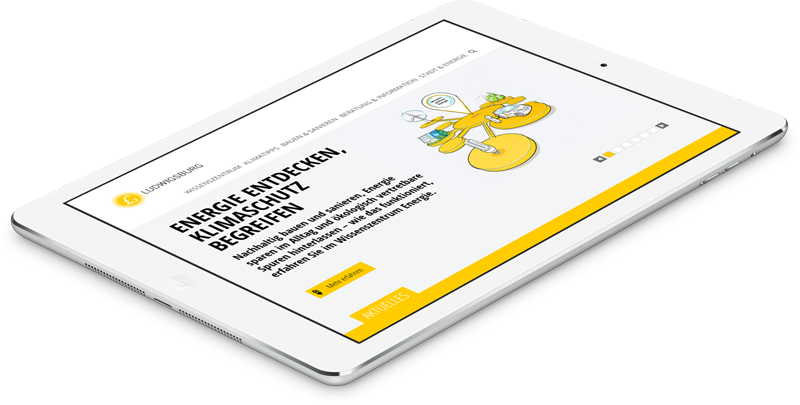 LUDWIGSBURG
WISSENSZENTRUM KLIMATIPPS BAUEN & SANIEREN BERATUNG & INFORMATION STADT & ENERGIE
ENERGIE ENTDECKEN,
KLIMASCHUTZ
BEGREIFEN
Nachhaltig bauen und sanieren, Energie
sparen im Alltag und ökologisch vertretbare
Spuren hinterlassen – wie das funktioniert,
erfahren Sie im Wissenszentrum Energie.
Mehr erfahren
AKTUELLES